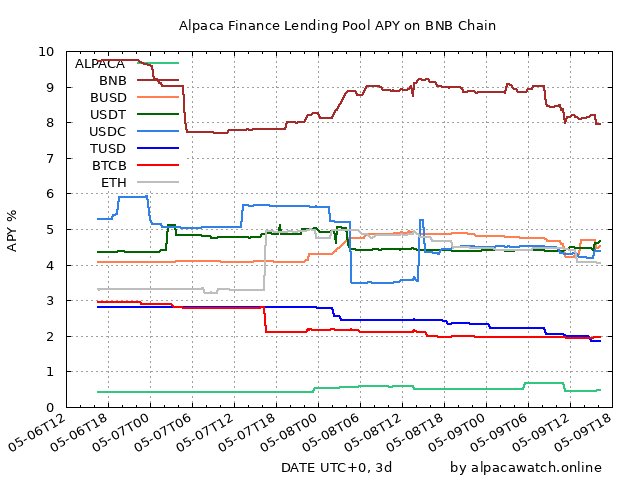 Alpaca Finance Lending Pool APY on BNB Chain
APY %
10
9
8
7
6
5
4
3
2
1
0
ALPACA
BNB
BUSD
USDT
USDC
TUSD
BTCB
ETH
05-06T12
05-06T18
05-07T00
05-07T06
05-07T12
05-07T18
05-08T00
05-08T06
05-08T12
05-08T18
05-09T00
05-09T06
05-09T12
05-09T18
DATE UTC+0, 3d
by alpacawatch.online